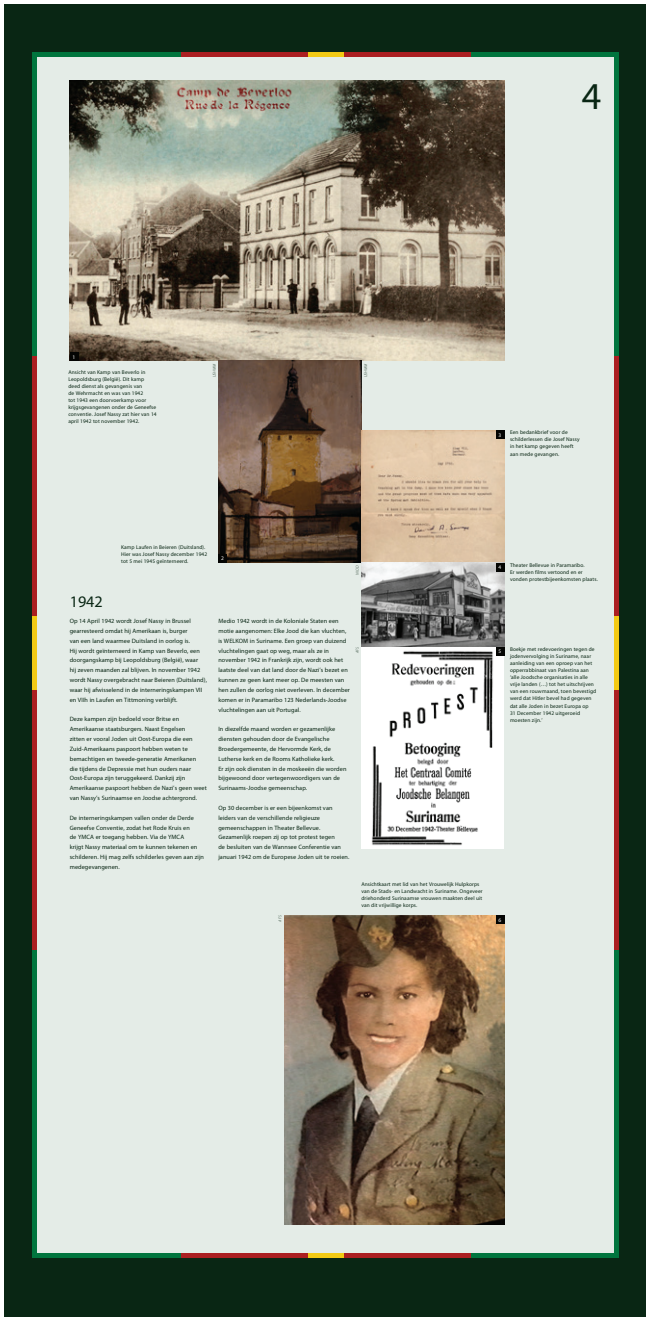 4
Camp de Beverloo
Rue de la Régence
1
Ansicht van Kamp van Beverlo in
Leopoldsburg (België). Dit kamp
deed dienst als gevangenis van
de Wehrmacht en was van 1942
tot 1943 een doorvoerkamp voor
krijgsgevangenen onder de Geneefse
conventie. Josef Nassy zat hier van 14
april 1942 tot november 1942.
2
Kamp Laufen in Beieren (Duitsland).
Hier was Josef Nassy december 1942
tot 5 mei 1945 geïnterneerd.
3
Een bedankbrief voor de
schilderlessen die Josef Nassy
in het kamp gegeven heeft
aan mede gevangen.
4
Theater Bellevue in Paramaribo.
Er werden films vertoond en er
vonden protestbijeenkomsten plaats.
1942
Op 14 April 1942 wordt Josef Nassy in Brussel
gearresteerd omdat hij Amerikaan is, burger
van een land waarmee Duitsland in oorlog is.
Hij wordt geïnterneerd in Kamp van Beverlo, een
doorgangskamp bij Leopoldsburg (België), waar
hij zeven maanden zal blijven. In november 1942
wordt Nassy overgebracht naar Beieren (Duitsland),
waar hij afwisselend in de interneringskampen VII
en VIIh in Laufen en Tittmoning verblijft.
Deze kampen zijn bedoeld voor Britse en
Amerikaanse staatsburgers. Naast Engelsen
zitten er vooral Joden uit Oost-Europa die een
Zuid-Amerikaans paspoort hebben weten te
bemachtigen en tweede-generatie Amerikanen
die tijdens de Depressie met hun ouders naar
Oost-Europa zijn teruggekeerd. Dankzij zijn
Amerikaanse paspoort hebben de Nazi's geen weet
van Nassy's Surinaamse en Joodse achtergrond.
De interneringskampen vallen onder de Derde
Geneefse Conventie, zodat het Rode Kruis en
de YMCA er toegang hebben. Via de YMCA
krijgt Nassy materiaal om te kunnen tekenen en
schilderen. Hij mag zelfs schilderles geven aan zijn
medegevangenen.
Medio 1942 wordt in de Koloniale Staten een
motie aangenomen: Elke Jood die kan vluchten,
is WELKOM in Suriname. Een groep van duizend
vluchtelingen gaat op weg, maar als ze in
november 1942 in Frankrijk zijn, wordt ook het
laatste deel van dat land door de Nazi's bezet en
kunnen ze geen kant meer op. De meesten van
hen zullen de oorlog niet overleven. In december
komen er in Paramaribo 123 Nederlands-Joodse
vluchtelingen aan uit Portugal.
In diezelfde maand worden er gezamenlijke
diensten gehouden door de Evangelische
Broedergemeente, de Hervormde Kerk, de
Lutherse kerk en de Rooms Katholieke kerk.
Er zijn ook diensten in de moskeeën die worden
bijgewoond door vertegenwoordigers van de
Surinaams-Joodse gemeenschap.
Op 30 december is er een bijeenkomst van
leiders van de verschillende religieuze
gemeenschappen in Theater Bellevue.
Gezamenlijk roepen zij op tot protest tegen
de besluiten van de Wannsee Conferentie van
januari 1942 om de Europese Joden uit te roeien.
5
Redevoeringen
gehouden op de:
PROTEST
Betooging
belegd door
Het Centraal Comité
ter behartiging der
Joodsche Belangen
in
Suriname
30 December 1942-Theater Bellevue
Boekje met redevoeringen tegen de
jodenvervolging in Suriname, naar
aanleiding van een oproep van het
opperrabbinaat van Palestina aan
'alle Joodsche organisaties in alle
vrije landen (...) tot het uitschrijven
van een rouwmaand, toen bevestigd
werd dat Hitler bevel had gegeven
dat alle Joden in bezet Europa op
31 December 1942 uitgeroeid
moesten zijn.'
Ansichtkaart met lid van het Vrouwelijk Hulpkorps
van de Stads- en Landwacht in Suriname. Ongeveer
driehonderd Surinaamse vrouwen maakten deel uit
van dit vrijwillige korps.
6